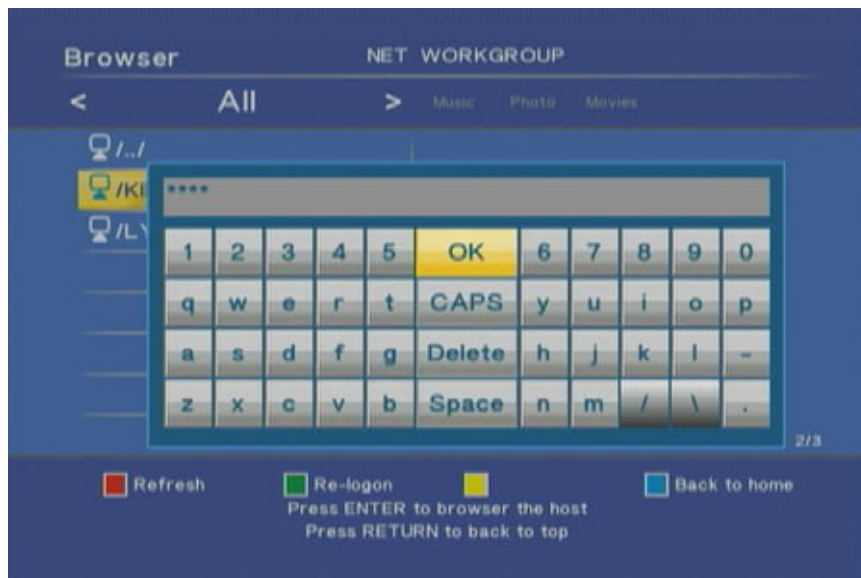 Browser NET WORKGROUP
< All > Music Photo Movies
/../
/KE
/LY
****
1 2 3 4 5 OK 6 7 8 9 0
q w e r t CAPS y u i o p
a s d f g Delete h j k l -
z x c v b Space n m / \ .
2/3
Refresh Re-logon Back to home
Press ENTER to browser the host
Press RETURN to back to top